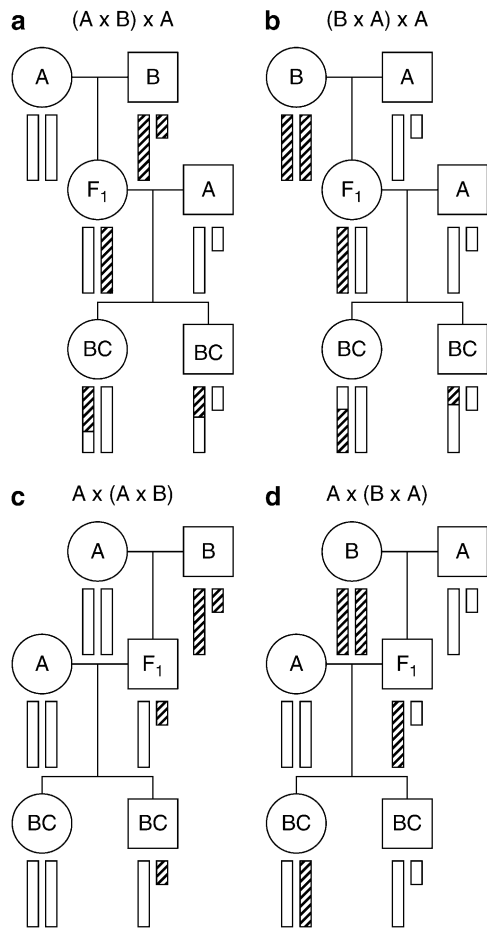 a (A x B) x A
A B
F₁ A
BC BC
b (B x A) x A
B A
F₁ A
BC BC
c A x (A x B)
A B
A F₁
BC BC
d A x (B x A)
B A
A F₁
BC BC